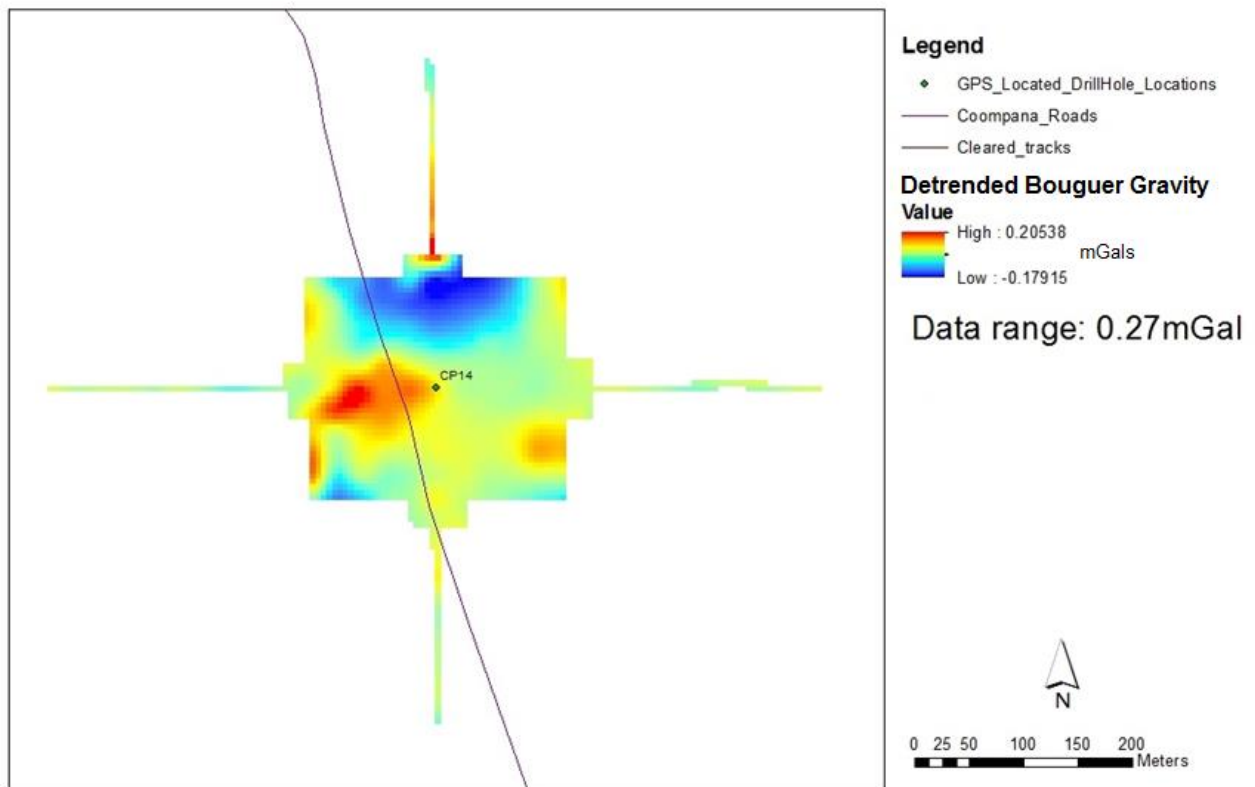 CP14
Legend
GPS_Located_DrillHole_Locations
Coompana_Roads
Cleared_tracks
Detrended Bouguer Gravity
Value
High : 0.20538
mGals
Low : -0.17915
Data range: 0.27mGal
N
0 25 50 100 150 200
Meters